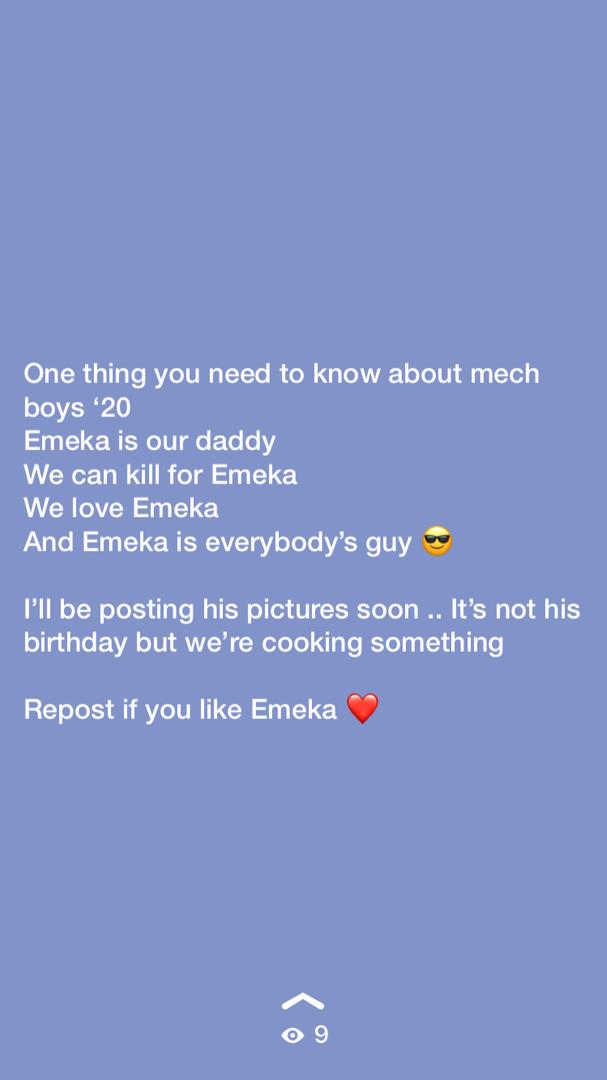 One thing you need to know about mech
boys ‘20
Emeka is our daddy
We can kill for Emeka
We love Emeka
And Emeka is everybody’s guy 😎
I’ll be posting his pictures soon .. It’s not his
birthday but we’re cooking something
Repost if you like Emeka ❤️
9